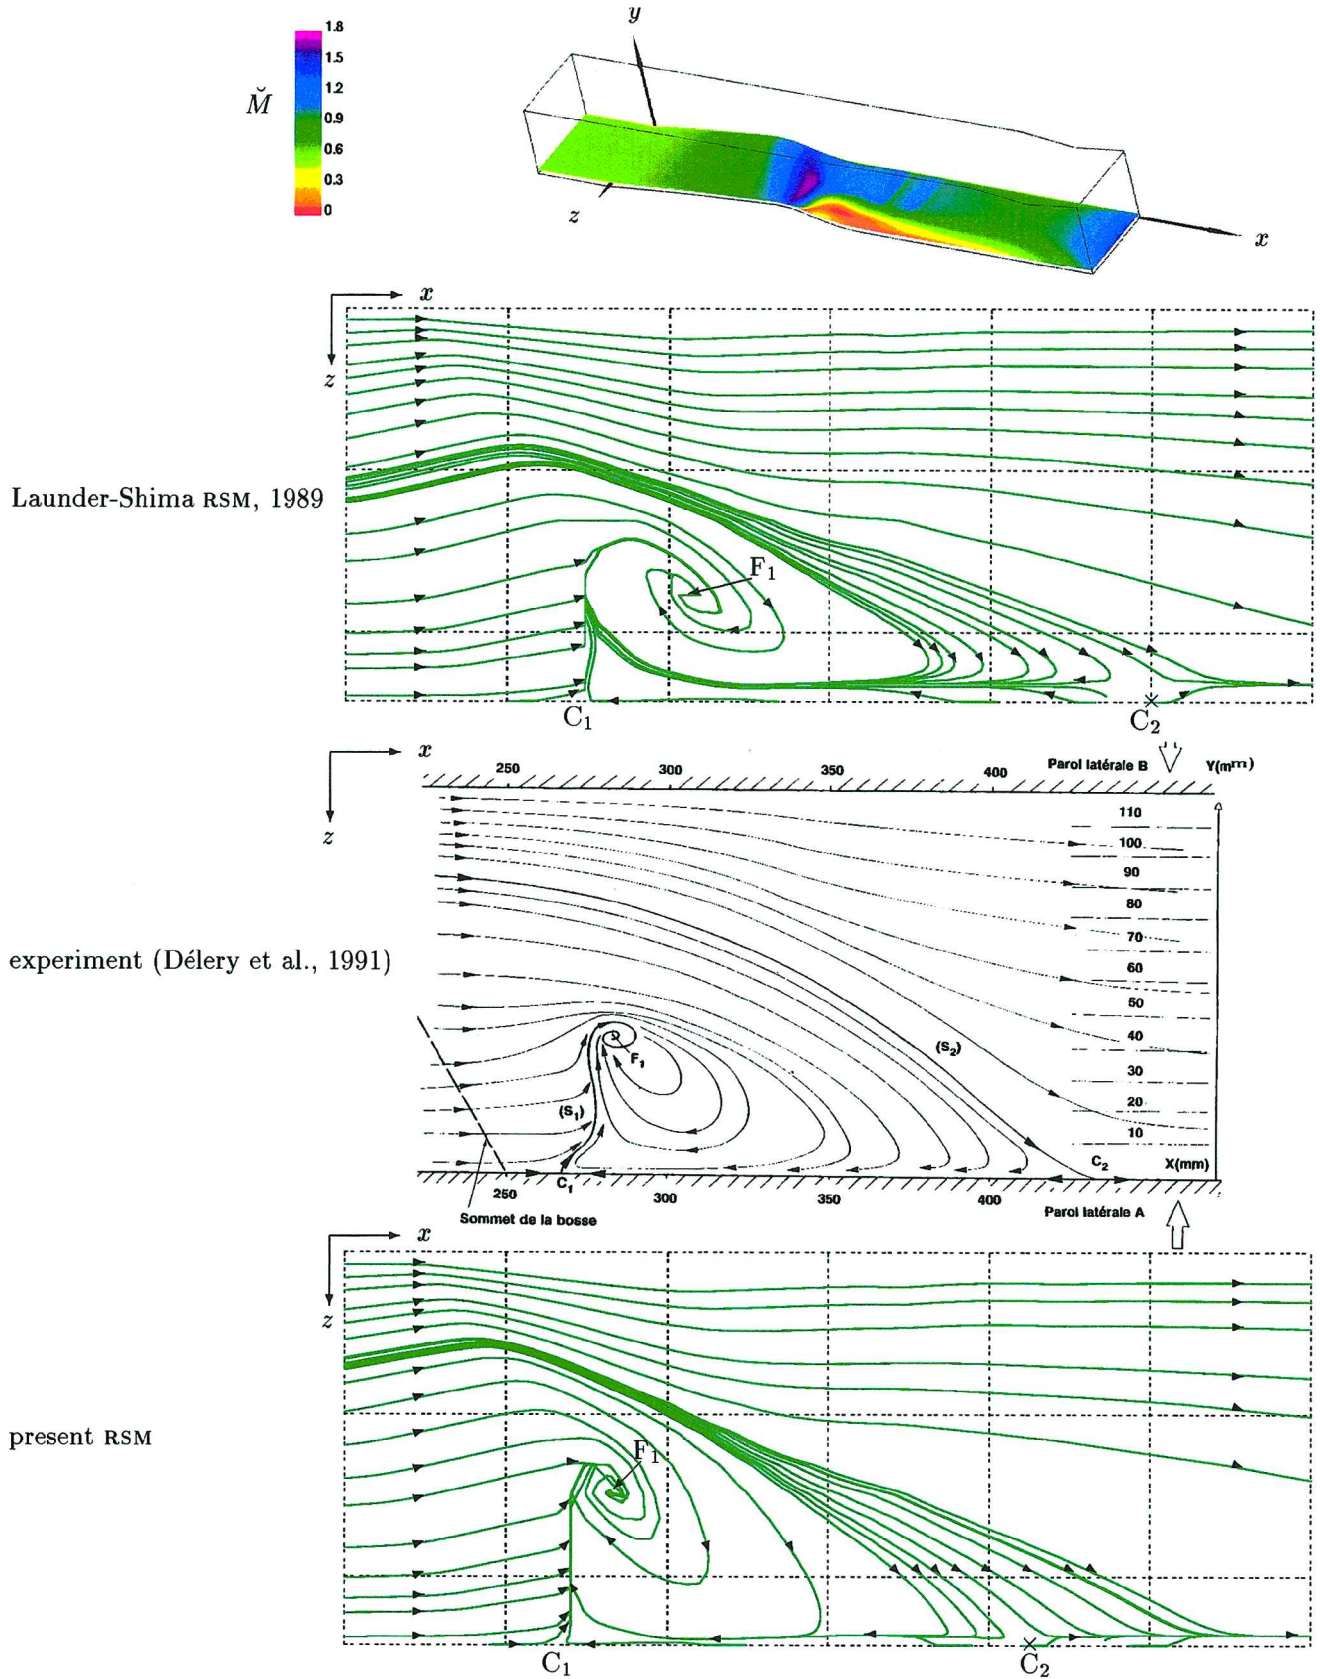 y
1.8
1.5
M̆
1.2
0.9
0.6
0.3
0
z
x
x
z
Launder-Shima RSM, 1989
F1
C1
C2
x
z
250
300
350
400
Paroi latérale B
Y(mm)
110
100
90
80
70
60
50
40
30
20
10
experiment (Délery et al., 1991)
(S2)
F1
(S1)
C1
C2
X(mm)
250
300
350
400
Sommet de la bosse
Paroi latérale A
x
z
present RSM
F1
C1
C2